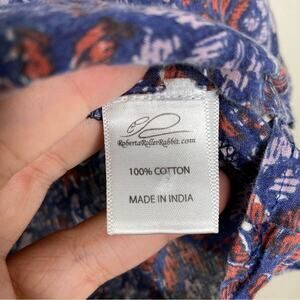 RobertaRollerRabbit.com
100% COTTON
MADE IN INDIA